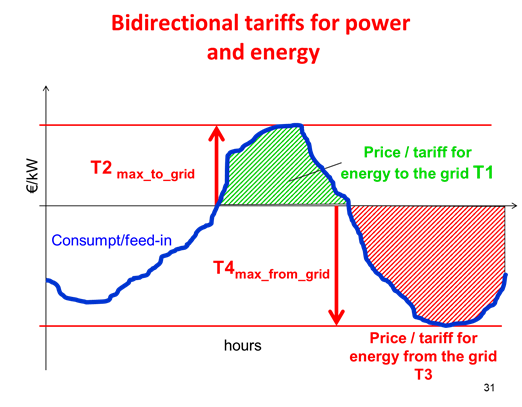 Bidirectional tariffs for power
and energy
€/kW
T2 max_to_grid
Price / tariff for
energy to the grid T1
Consumpt/feed-in
T4max_from_grid
hours
Price / tariff for
energy from the grid
T3
31